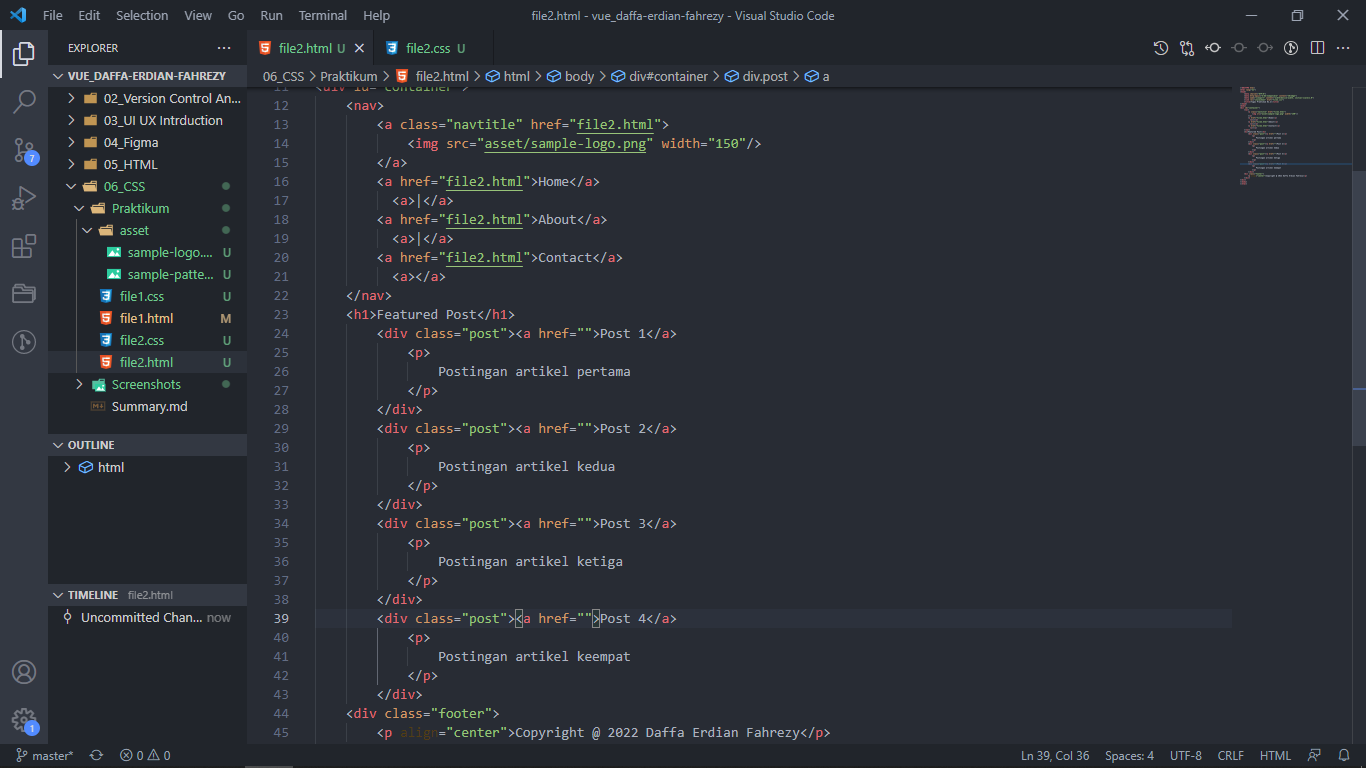 File Edit Selection View Go Run Terminal Help
file2.html - vue_daffa-erdian-fahrezy - Visual Studio Code
EXPLORER
VUE_DAFFA-ERDIAN-FAHREZY
02_Version Control An...
03_UI UX Intrduction
04_Figma
05_HTML
06_CSS
Praktikum
asset
sample-logo.... U
sample-patte... U
file1.css U
file1.html M
file2.css U
file2.html U
Screenshots
Summary.md
OUTLINE
html
TIMELINE file2.html
Uncommitted Chan... now
7
1
file2.html U
file2.css U
06_CSS > Praktikum > file2.html > html > body > div#container > div.post > a
11 <div id="container">
12 <nav>
13 <a class="navtitle" href="file2.html">
14 <img src="asset/sample-logo.png" width="150"/>
15 </a>
16 <a href="file2.html">Home</a>
17 <a>|</a>
18 <a href="file2.html">About</a>
19 <a>|</a>
20 <a href="file2.html">Contact</a>
21 <a></a>
22 </nav>
23 <h1>Featured Post</h1>
24 <div class="post"><a href="">Post 1</a>
25 <p>
26 Postingan artikel pertama
27 </p>
28 </div>
29 <div class="post"><a href="">Post 2</a>
30 <p>
31 Postingan artikel kedua
32 </p>
33 </div>
34 <div class="post"><a href="">Post 3</a>
35 <p>
36 Postingan artikel ketiga
37 </p>
38 </div>
39 <div class="post"><a href="">Post 4</a>
40 <p>
41 Postingan artikel keempat
42 </p>
43 </div>
44 <div class="footer">
45 <p align="center">Copyright @ 2022 Daffa Erdian Fahrezy</p>
master* 0 0
Ln 39, Col 36 Spaces: 4 UTF-8 CRLF HTML